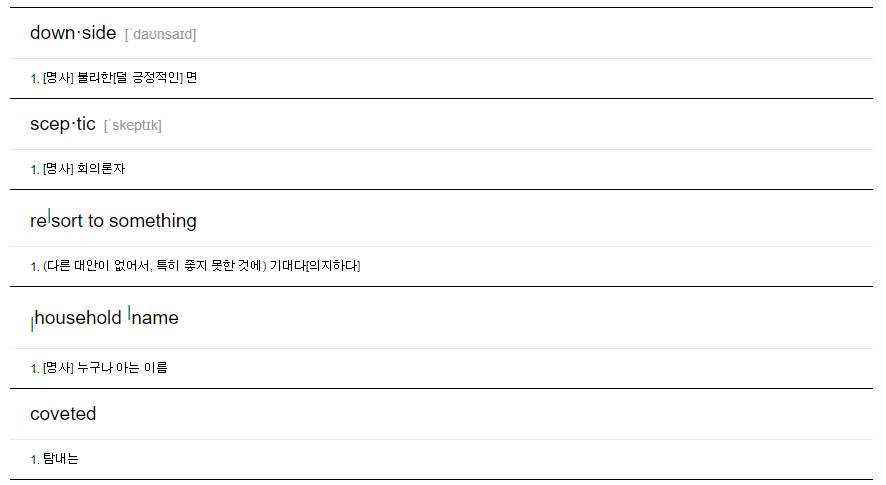 down·side [ˈdaʊnsaɪd]
1. [명사] 불리한[덜 긍정적인] 면
scep·tic [ˈskeptɪk]
1. [명사] 회의론자
reˈsort to something
1. (다른 대안이 없어서, 특히 좋지 못한 것에) 기대다[의지하다]
ˌhousehold ˈname
1. [명사] 누구나 아는 이름
coveted
1. 탐내는